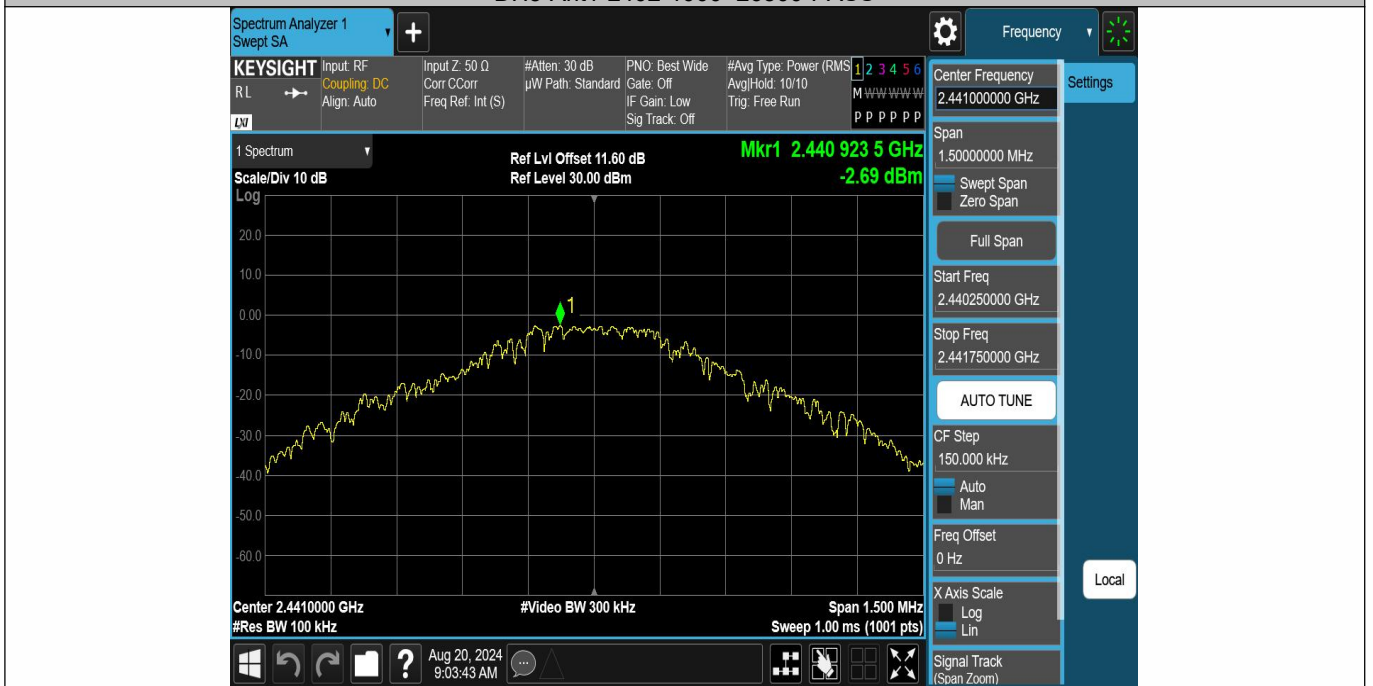 Spectrum Analyzer 1
Swept SA
+
Frequency
KEYSIGHT
RL
LXI
Input: RF
Coupling: DC
Align: Auto
Input Z: 50 Ω
Corr CCorr
Freq Ref: Int (S)
#Atten: 30 dB
µW Path: Standard
PNO: Best Wide
Gate: Off
IF Gain: Low
Sig Track: Off
#Avg Type: Power (RMS
Avg|Hold: 10/10
Trig: Free Run
1 2 3 4 5 6
M W W W W W
P P P P P P
Center Frequency
2.441000000 GHz
Settings
Span
1.50000000 MHz
Swept Span
Zero Span
Full Span
Start Freq
2.440250000 GHz
Stop Freq
2.441750000 GHz
AUTO TUNE
CF Step
150.000 kHz
Auto
Man
Freq Offset
0 Hz
X Axis Scale
Log
Lin
Signal Track
(Span Zoom)
Local
1 Spectrum
Scale/Div 10 dB
Log
Ref Lvl Offset 11.60 dB
Ref Level 30.00 dBm
Mkr1 2.440 923 5 GHz
-2.69 dBm
1
20.0
10.0
0.00
-10.0
-20.0
-30.0
-40.0
-50.0
-60.0
Center 2.4410000 GHz
#Res BW 100 kHz
#Video BW 300 kHz
Span 1.500 MHz
Sweep 1.00 ms (1001 pts)
?
Aug 20, 2024
9:03:43 AM